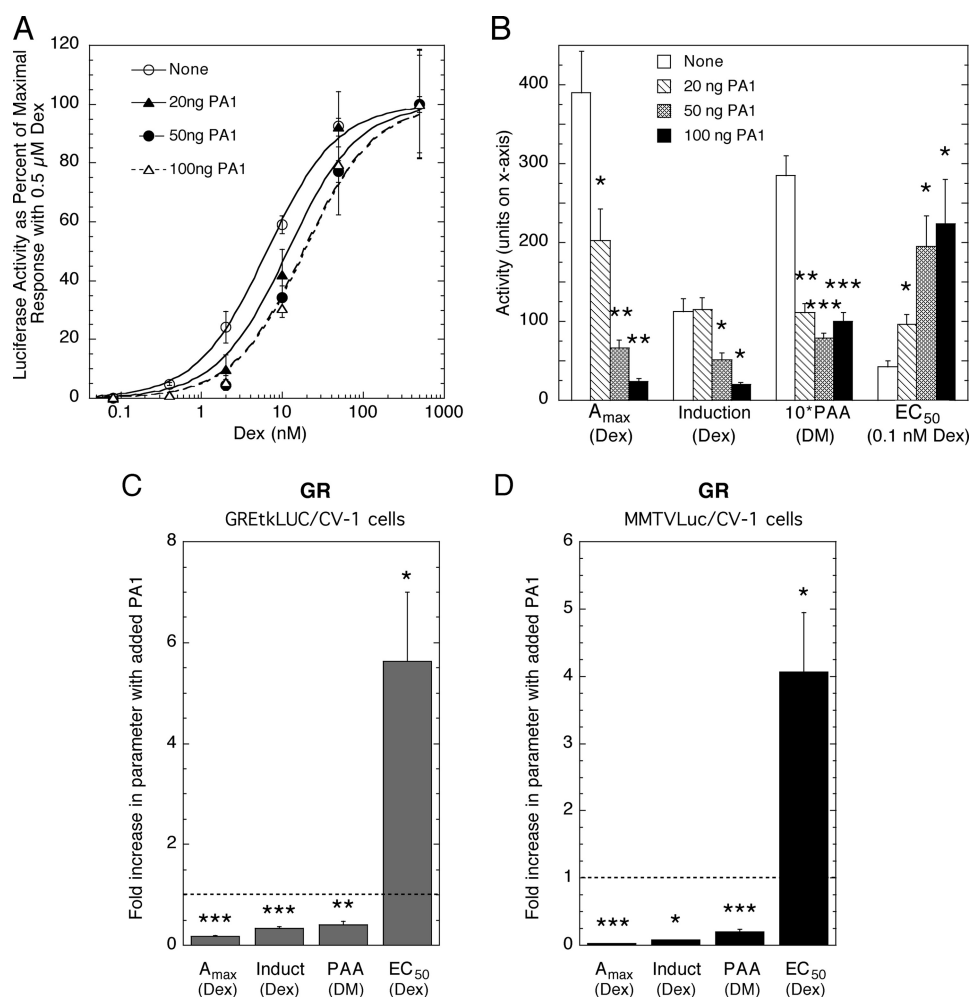 A
Luciferase Activity as Percent of Maximal
Response with 0.5 µM Dex
120
100
80
60
40
20
0
None
20ng PA1
50ng PA1
100ng PA1
0.1
1
10
100
1000
Dex (nM)
B
Activity (units on x-axis)
400
300
200
100
0
None
20 ng PA1
50 ng PA1
100 ng PA1
*
**
**
*
*
**
***
***
*
*
*
Amax
(Dex)
Induction
(Dex)
10*PAA
(DM)
EC50
(0.1 nM Dex)
C
GR
GREtkLUC/CV-1 cells
Fold increase in parameter with added PA1
8
6
4
2
0
***
***
**
*
Amax
(Dex)
Induct
(Dex)
PAA
(DM)
EC50
(Dex)
D
GR
MMTVLuc/CV-1 cells
Fold increase in parameter with added PA1
6
5
4
3
2
1
0
***
*
***
*
Amax
(Dex)
Induct
(Dex)
PAA
(DM)
EC50
(Dex)